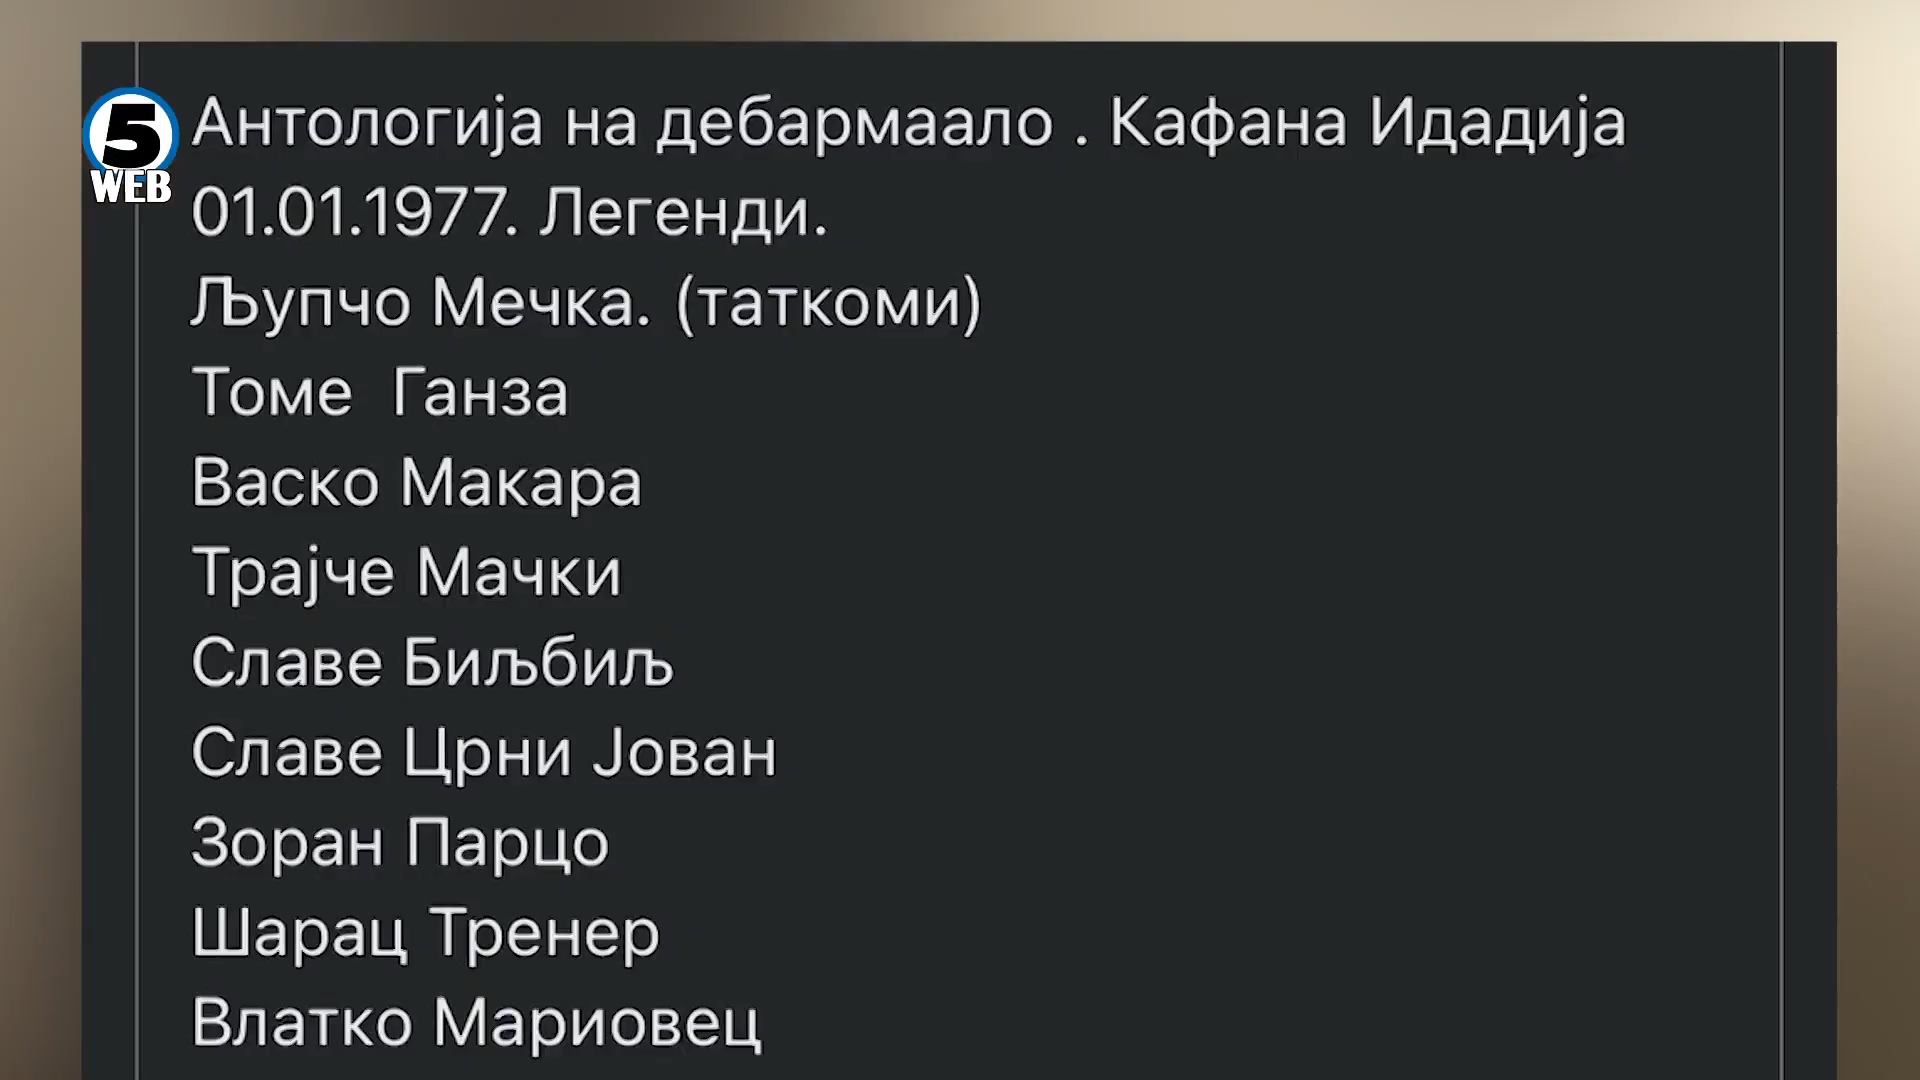 5
WEB
Антологија на дебармаало . Кафана Идадија
01.01.1977. Легенди.
Љупчо Мечка. (таткоми)
Томе  Ганза
Васко Макара
Трајче Мачки
Славе Биљбиљ
Славе Црни Јован
Зоран Парцо
Шарац Тренер
Влатко Мариовец